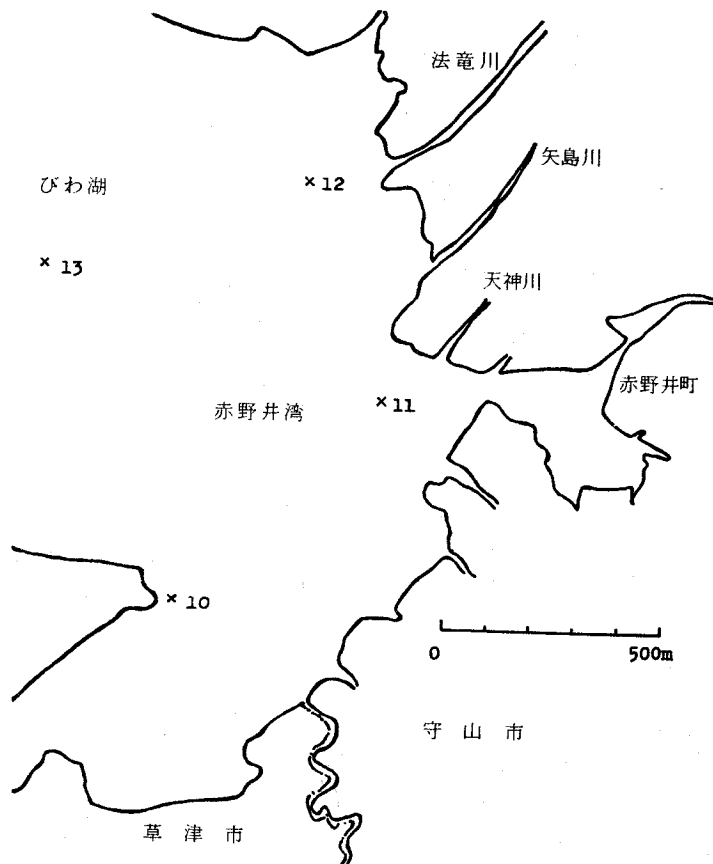 法竜川
矢島川
びわ湖
×12
×13
天神川
赤野井町
赤野井湾
×11
×10
0 500m
守山市
草津市